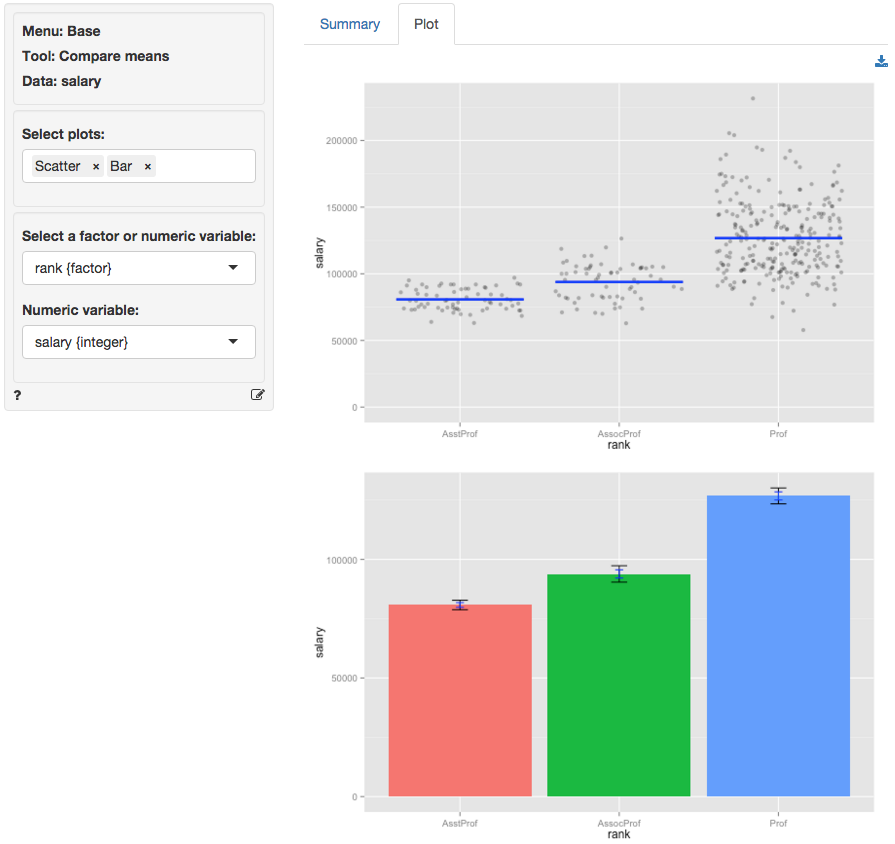 Menu: Base
Tool: Compare means
Data: salary
Select plots:
Scatter × Bar ×
Select a factor or numeric variable:
rank {factor}
Numeric variable:
salary {integer}
?
Summary Plot
200000
150000
100000
50000
0
salary
AsstProf AssocProf Prof
rank
100000
50000
0
salary
AsstProf AssocProf Prof
rank